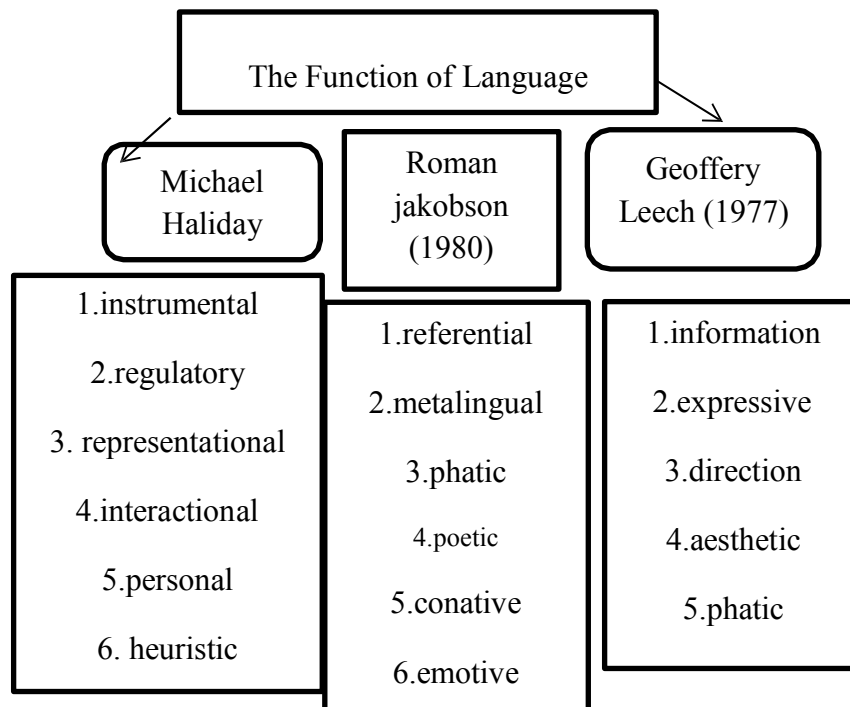 The Function of Language
Michael
Haliday
Roman
jakobson
(1980)
Geoffery
Leech (1977)
1.instrumental
2.regulatory
3. representational
4.interactional
5.personal
6. heuristic
1.referential
2.metalingual
3.phatic
4.poetic
5.conative
6.emotive
1.information
2.expressive
3.direction
4.aesthetic
5.phatic